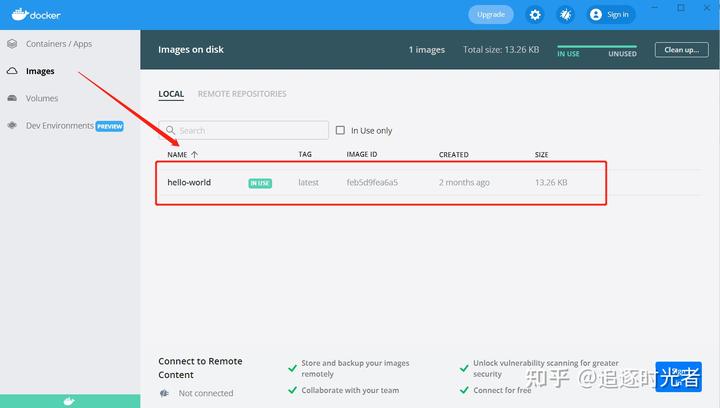 docker
Upgrade
Sign in
Containers / Apps
Images
Volumes
Dev Environments PREVIEW
Images on disk
1 images
Total size: 13.26 KB
IN USE
UNUSED
Clean up...
LOCAL
REMOTE REPOSITORIES
Search
In Use only
NAME
TAG
IMAGE ID
CREATED
SIZE
hello-world
IN USE
latest
feb5d9fea6a5
2 months ago
13.26 KB
Connect to Remote
Content
Not connected
Store and backup your images
remotely
Collaborate with your team
Unlock vulnerability scanning for greater
security
Connect for free
知乎 @追逐时光者